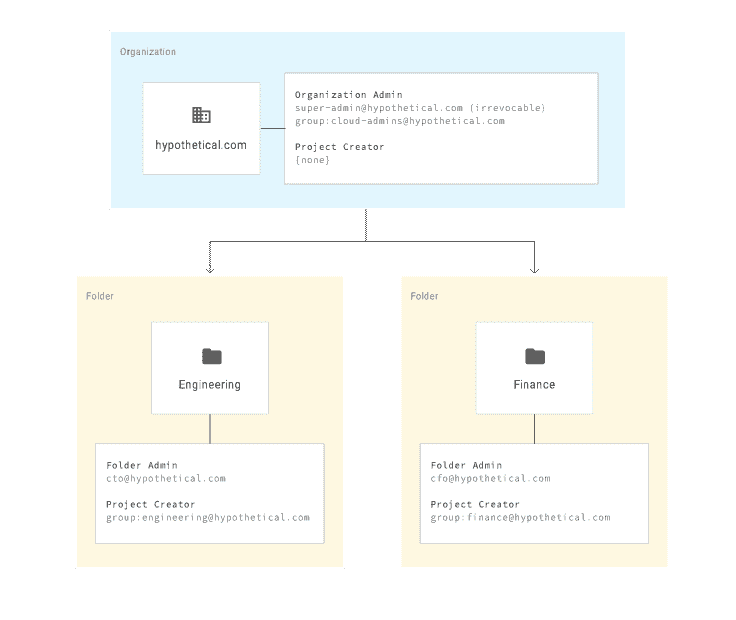 Organization
hypothetical.com
Organization Admin
super-admin@hypothetical.com (irrevocable)
group:cloud-admins@hypothetical.com
Project Creator
{none}
Folder
Engineering
Folder Admin
cto@hypothetical.com
Project Creator
group:engineering@hypothetical.com
Folder
Finance
Folder Admin
cfo@hypothetical.com
Project Creator
group:finance@hypothetical.com